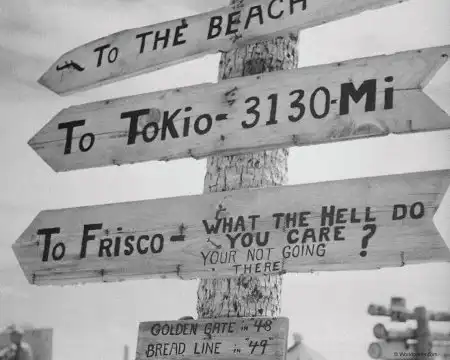 To THE BEACH
To ToKio- 3130-Mi
To FRISCO- WHAT THE HELL DO
YOU CARE ?
YOUR NOT GOING
THERE
GOLDEN GATE in '48
BREAD LINE in "49"